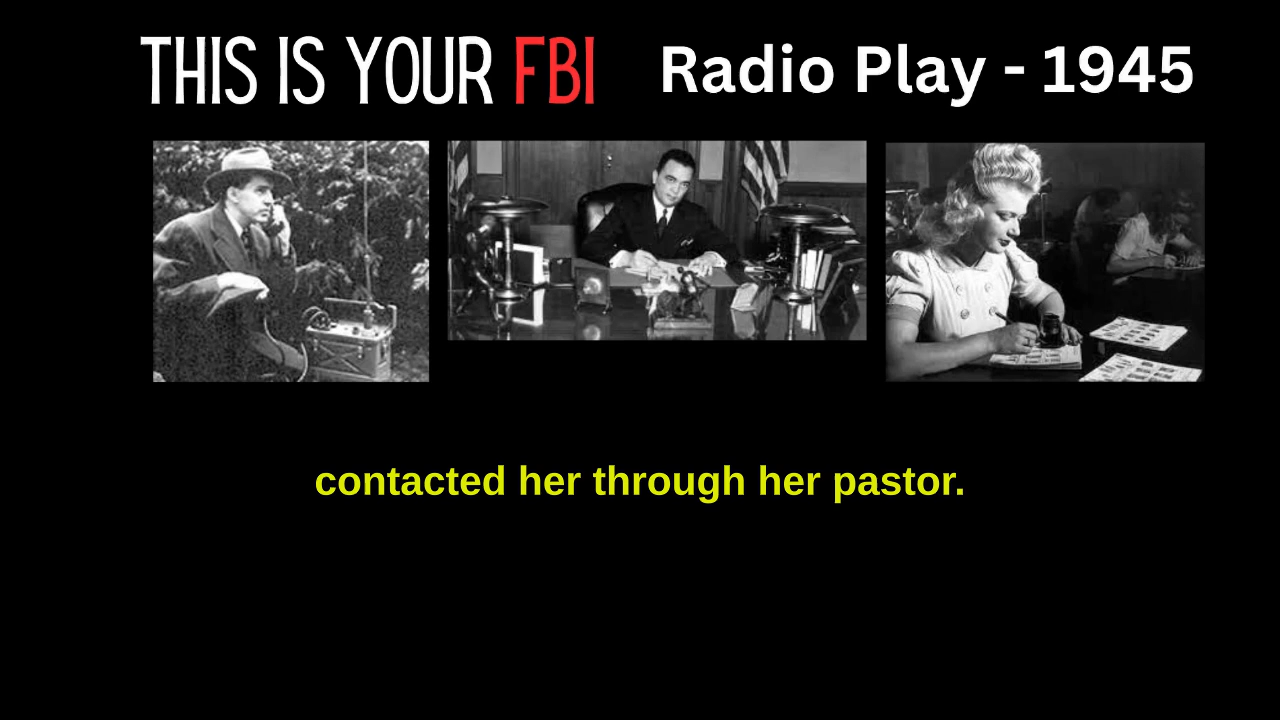 THIS IS YOUR FBI
Radio Play - 1945
contacted her through her pastor.